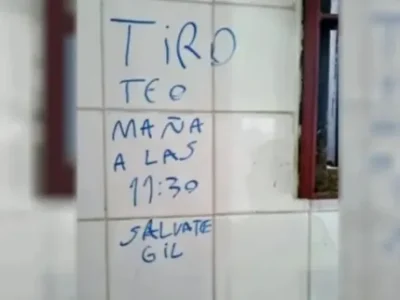 TiRO
TEO
MAÑA
A LAS
11:30
SALVATE
GIL